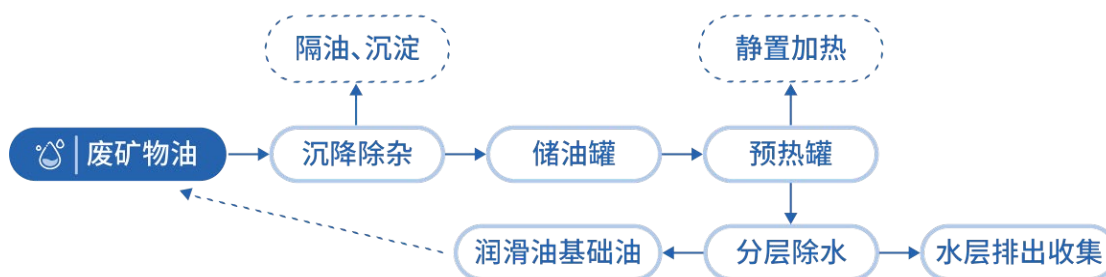 隔油、沉淀
静置加热
废矿物油
沉降除杂
储油罐
预热罐
润滑油基础油
分层除水
水层排出收集